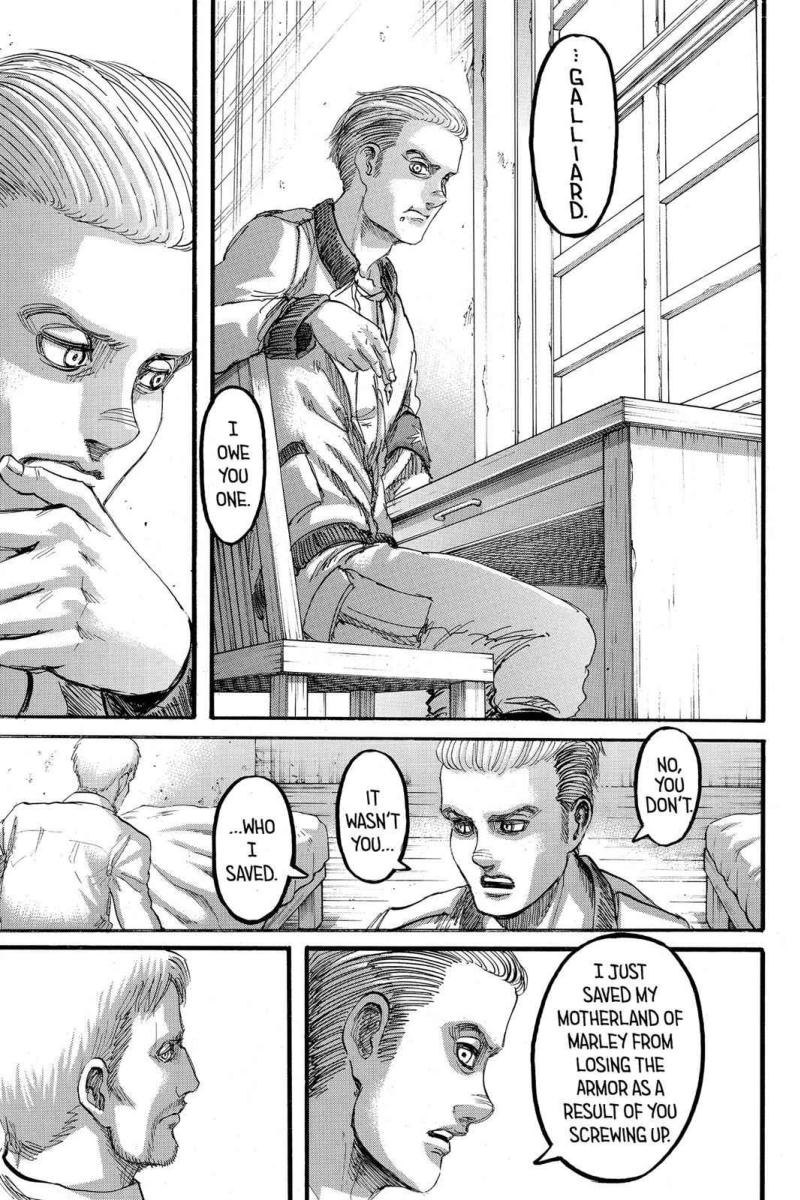 …GALLIARD.
I
OWE
YOU
ONE.
NO,
YOU
DON'T.
IT
WASN'T
YOU...
...WHO
I
SAVED.
I JUST
SAVED MY
MOTHERLAND OF
MARLEY FROM
LOSING THE
ARMOR AS A
RESULT OF YOU
SCREWING UP.